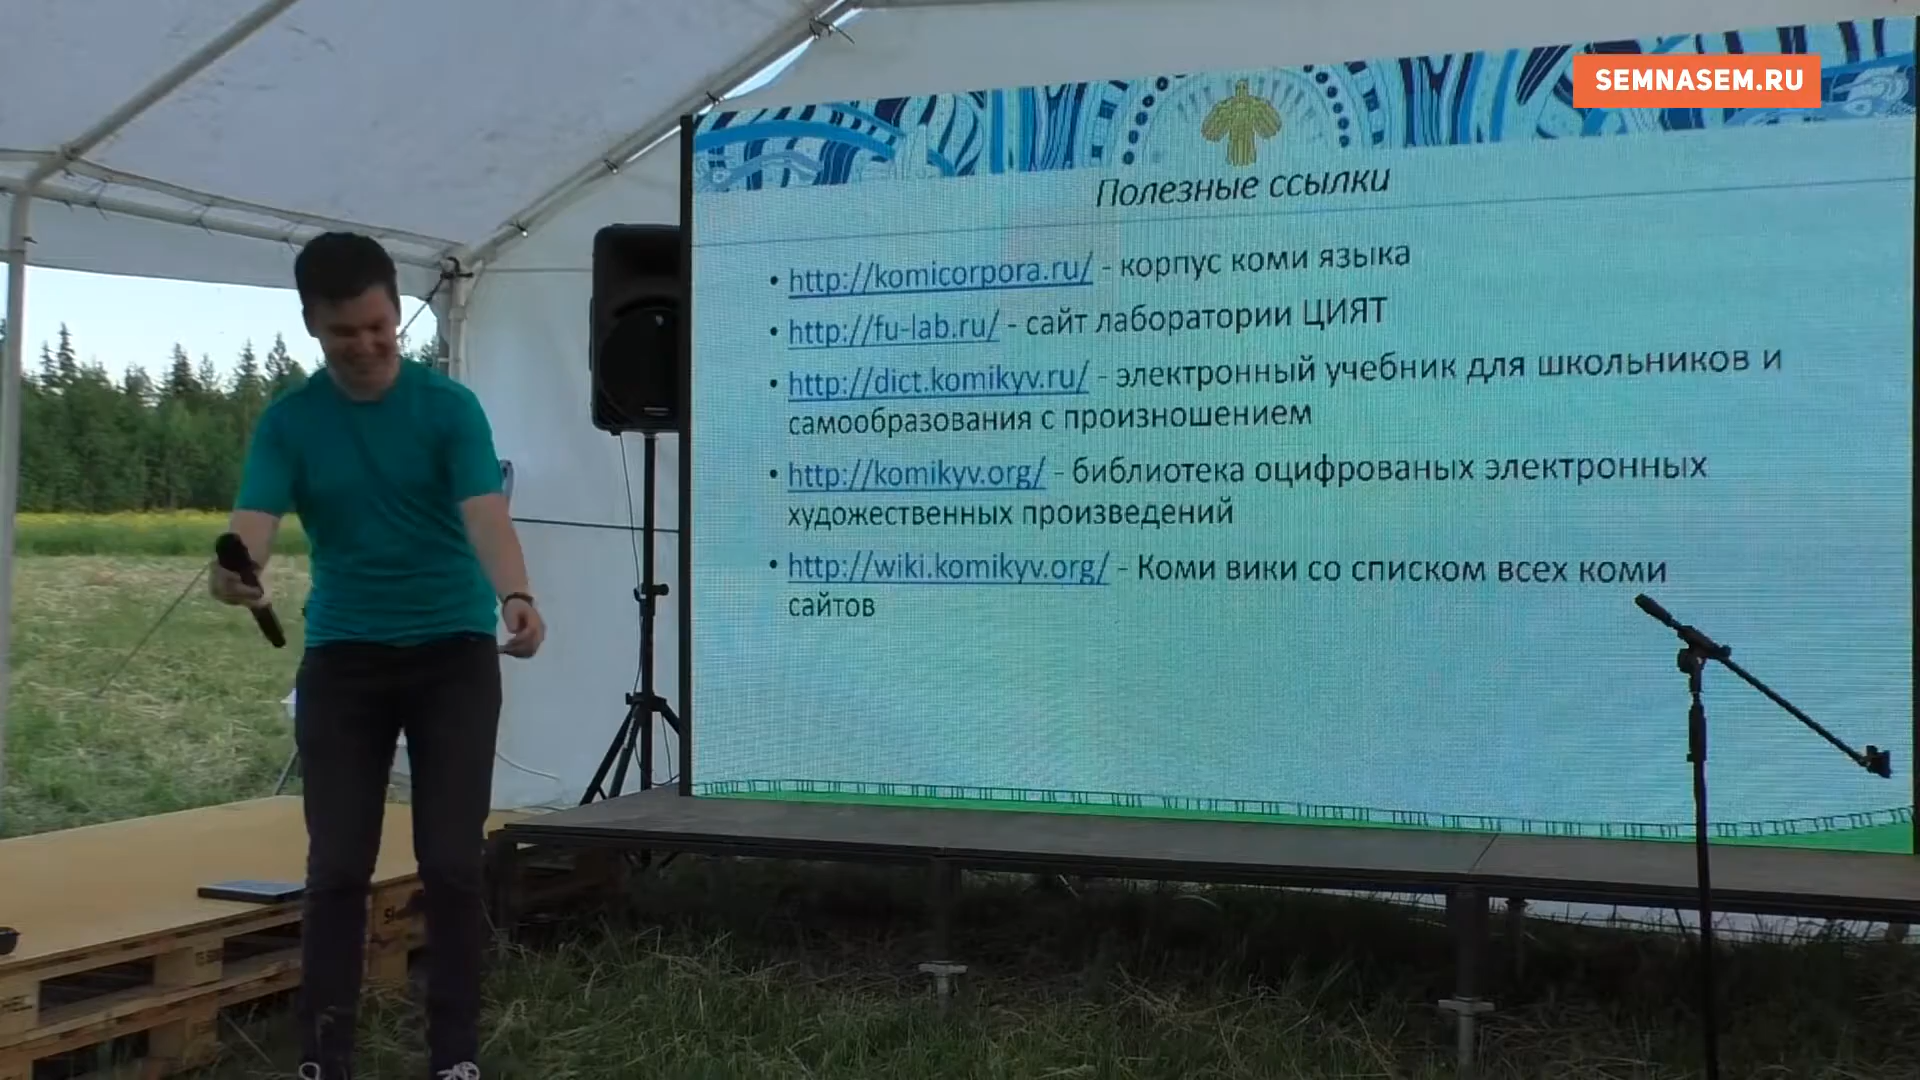 SEMNASEM.RU
Полезные ссылки
• http://komicorpora.ru/ - корпус коми языка
• http://fu-lab.ru/ - сайт лаборатории ЦИЯТ
• http://dict.komikyv.ru/ - электронный учебник для школьников и
самообразования с произношением
• http://komikyv.org/ - библиотека оцифрованых электронных
художественных произведений
• http://wiki.komikyv.org/ - Коми вики со списком всех коми
сайтов